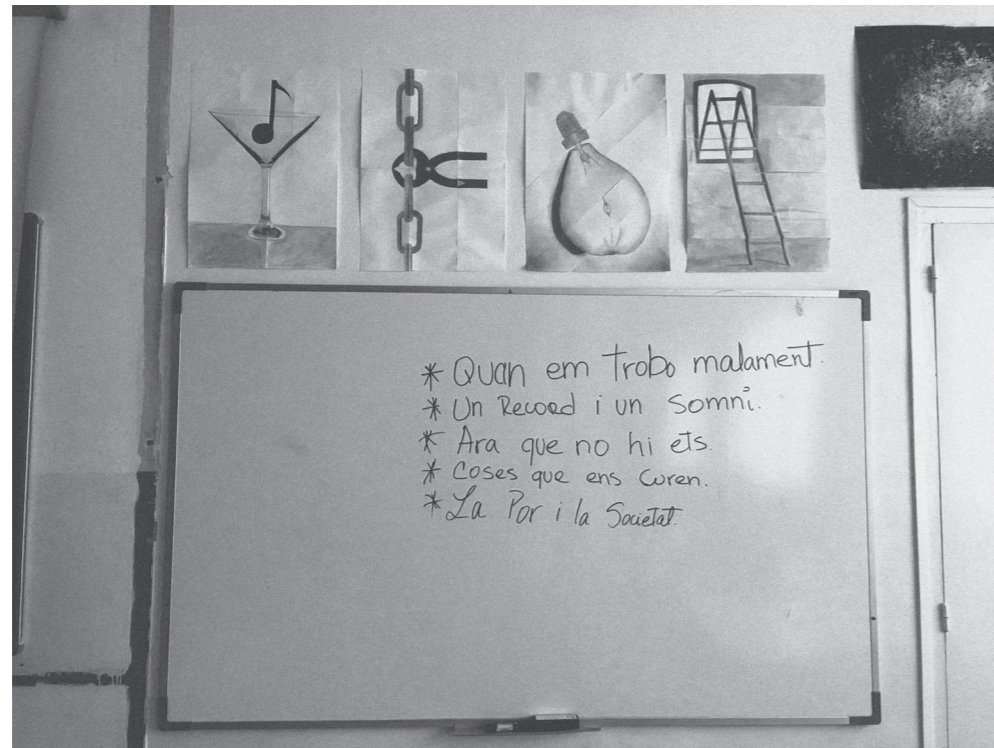 * Quan em trobo malament.
* Un Record i un somni.
* Ara que no hi ets.
* Coses que ens curen.
* La Por i la Societat.